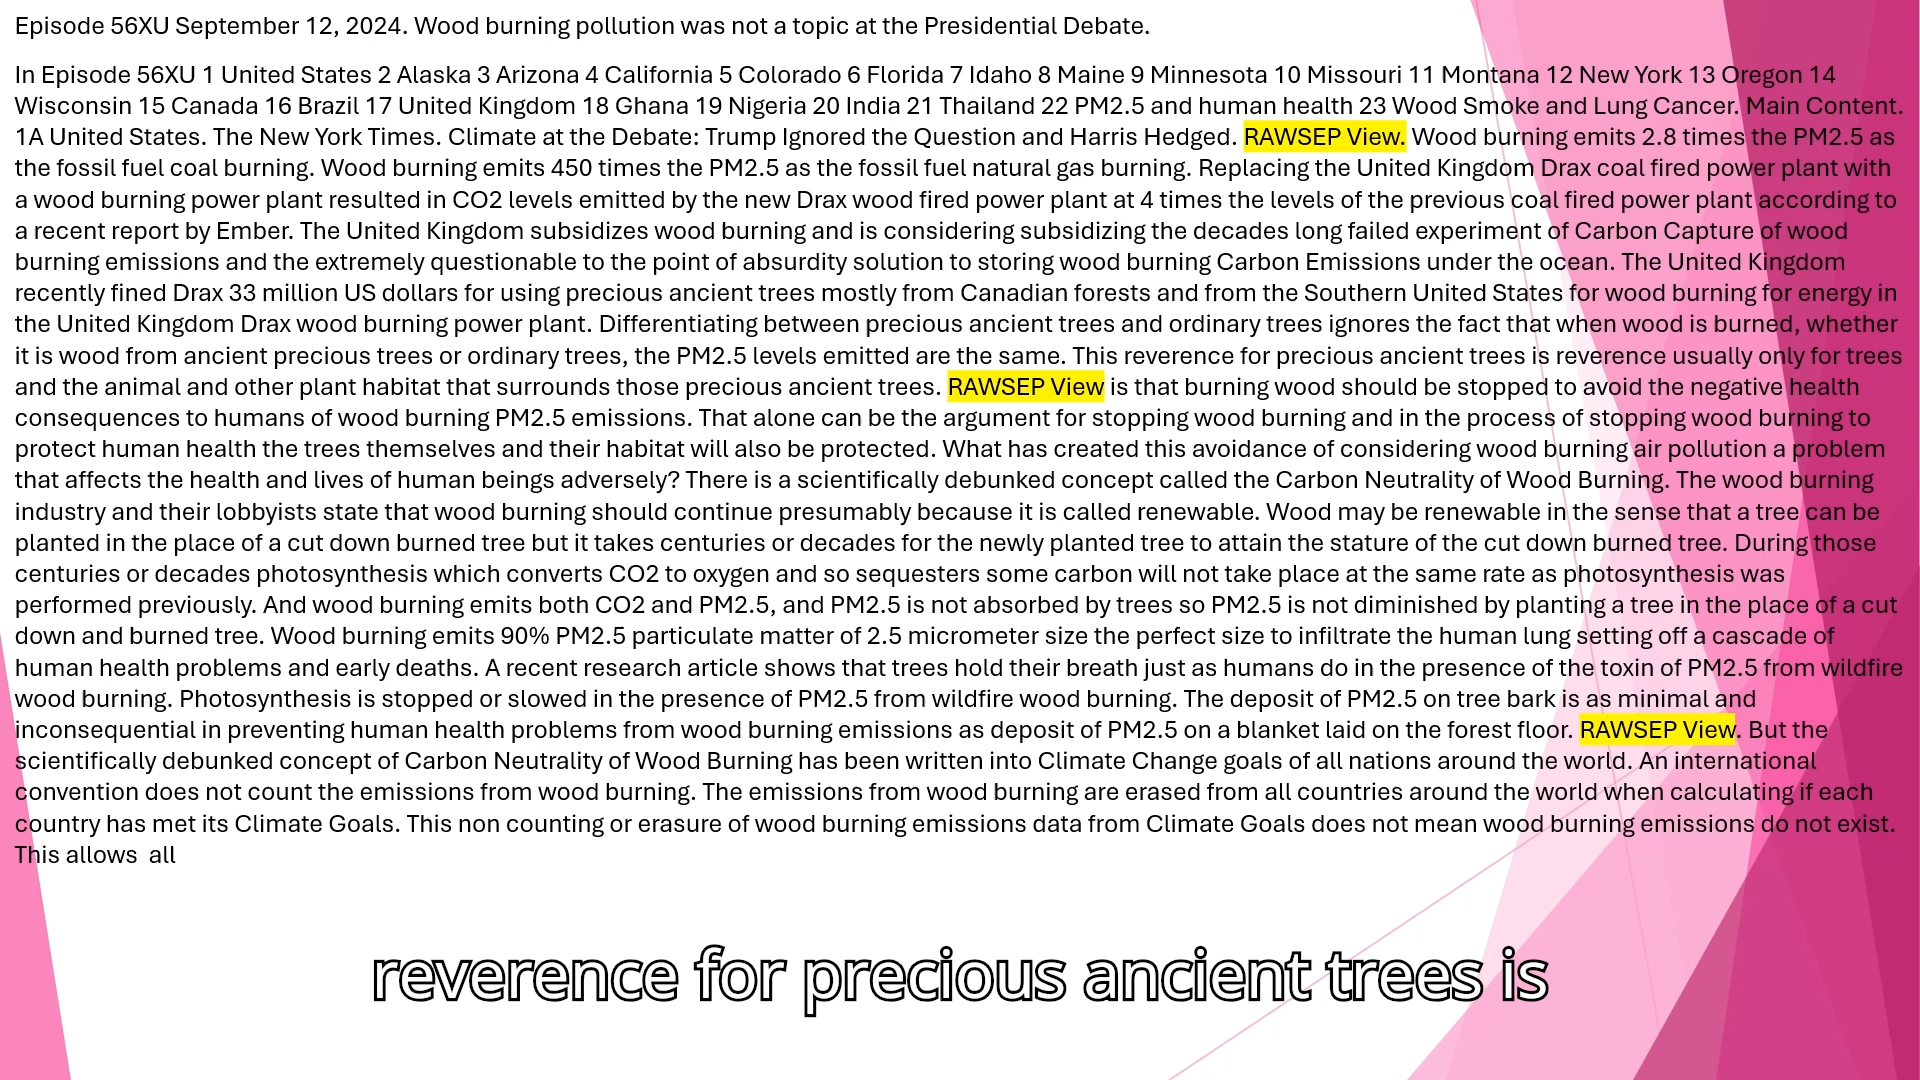 Episode 56XU September 12, 2024. Wood burning pollution was not a topic at the Presidential Debate.
In Episode 56XU 1 United States 2 Alaska 3 Arizona 4 California 5 Colorado 6 Florida 7 Idaho 8 Maine 9 Minnesota 10 Missouri 11 Montana 12 New York 13 Oregon 14
Wisconsin 15 Canada 16 Brazil 17 United Kingdom 18 Ghana 19 Nigeria 20 India 21 Thailand 22 PM2.5 and human health 23 Wood Smoke and Lung Cancer. Main Content.
1A United States. The New York Times. Climate at the Debate: Trump Ignored the Question and Harris Hedged. RAWSEP View. Wood burning emits 2.8 times the PM2.5 as
the fossil fuel coal burning. Wood burning emits 450 times the PM2.5 as the fossil fuel natural gas burning. Replacing the United Kingdom Drax coal fired power plant with
a wood burning power plant resulted in CO2 levels emitted by the new Drax wood fired power plant at 4 times the levels of the previous coal fired power plant according to
a recent report by Ember. The United Kingdom subsidizes wood burning and is considering subsidizing the decades long failed experiment of Carbon Capture of wood
burning emissions and the extremely questionable to the point of absurdity solution to storing wood burning Carbon Emissions under the ocean. The United Kingdom
recently fined Drax 33 million US dollars for using precious ancient trees mostly from Canadian forests and from the Southern United States for wood burning for energy in
the United Kingdom Drax wood burning power plant. Differentiating between precious ancient trees and ordinary trees ignores the fact that when wood is burned, whether
it is wood from ancient precious trees or ordinary trees, the PM2.5 levels emitted are the same. This reverence for precious ancient trees is reverence usually only for trees
and the animal and other plant habitat that surrounds those precious ancient trees. RAWSEP View is that burning wood should be stopped to avoid the negative health
consequences to humans of wood burning PM2.5 emissions. That alone can be the argument for stopping wood burning and in the process of stopping wood burning to
protect human health the trees themselves and their habitat will also be protected. What has created this avoidance of considering wood burning air pollution a problem
that affects the health and lives of human beings adversely? There is a scientifically debunked concept called the Carbon Neutrality of Wood Burning. The wood burning
industry and their lobbyists state that wood burning should continue presumably because it is called renewable. Wood may be renewable in the sense that a tree can be
planted in the place of a cut down burned tree but it takes centuries or decades for the newly planted tree to attain the stature of the cut down burned tree. During those
centuries or decades photosynthesis which converts CO2 to oxygen and so sequesters some carbon will not take place at the same rate as photosynthesis was
performed previously. And wood burning emits both CO2 and PM2.5, and PM2.5 is not absorbed by trees so PM2.5 is not diminished by planting a tree in the place of a cut
down and burned tree. Wood burning emits 90% PM2.5 particulate matter of 2.5 micrometer size the perfect size to infiltrate the human lung setting off a cascade of
human health problems and early deaths. A recent research article shows that trees hold their breath just as humans do in the presence of the toxin of PM2.5 from wildfire
wood burning. Photosynthesis is stopped or slowed in the presence of PM2.5 from wildfire wood burning. The deposit of PM2.5 on tree bark is as minimal and
inconsequential in preventing human health problems from wood burning emissions as deposit of PM2.5 on a blanket laid on the forest floor. RAWSEP View. But the
scientifically debunked concept of Carbon Neutrality of Wood Burning has been written into Climate Change goals of all nations around the world. An international
convention does not count the emissions from wood burning. The emissions from wood burning are erased from all countries around the world when calculating if each
country has met its Climate Goals. This non counting or erasure of wood burning emissions data from Climate Goals does not mean wood burning emissions do not exist.
This allows  all
reverence for precious ancient trees is